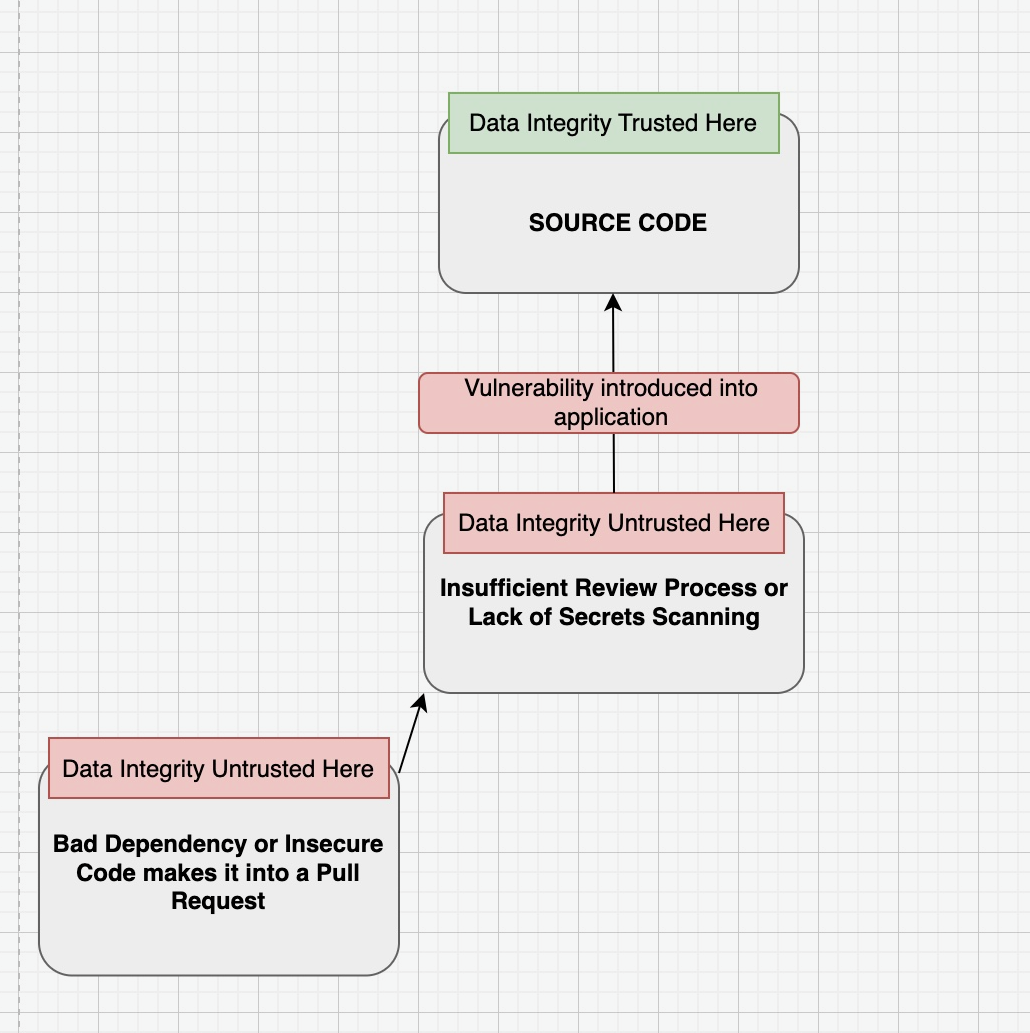 Data Integrity Trusted Here
SOURCE CODE
Vulnerability introduced into
application
Data Integrity Untrusted Here
Insufficient Review Process or
Lack of Secrets Scanning
Data Integrity Untrusted Here
Bad Dependency or Insecure
Code makes it into a Pull
Request